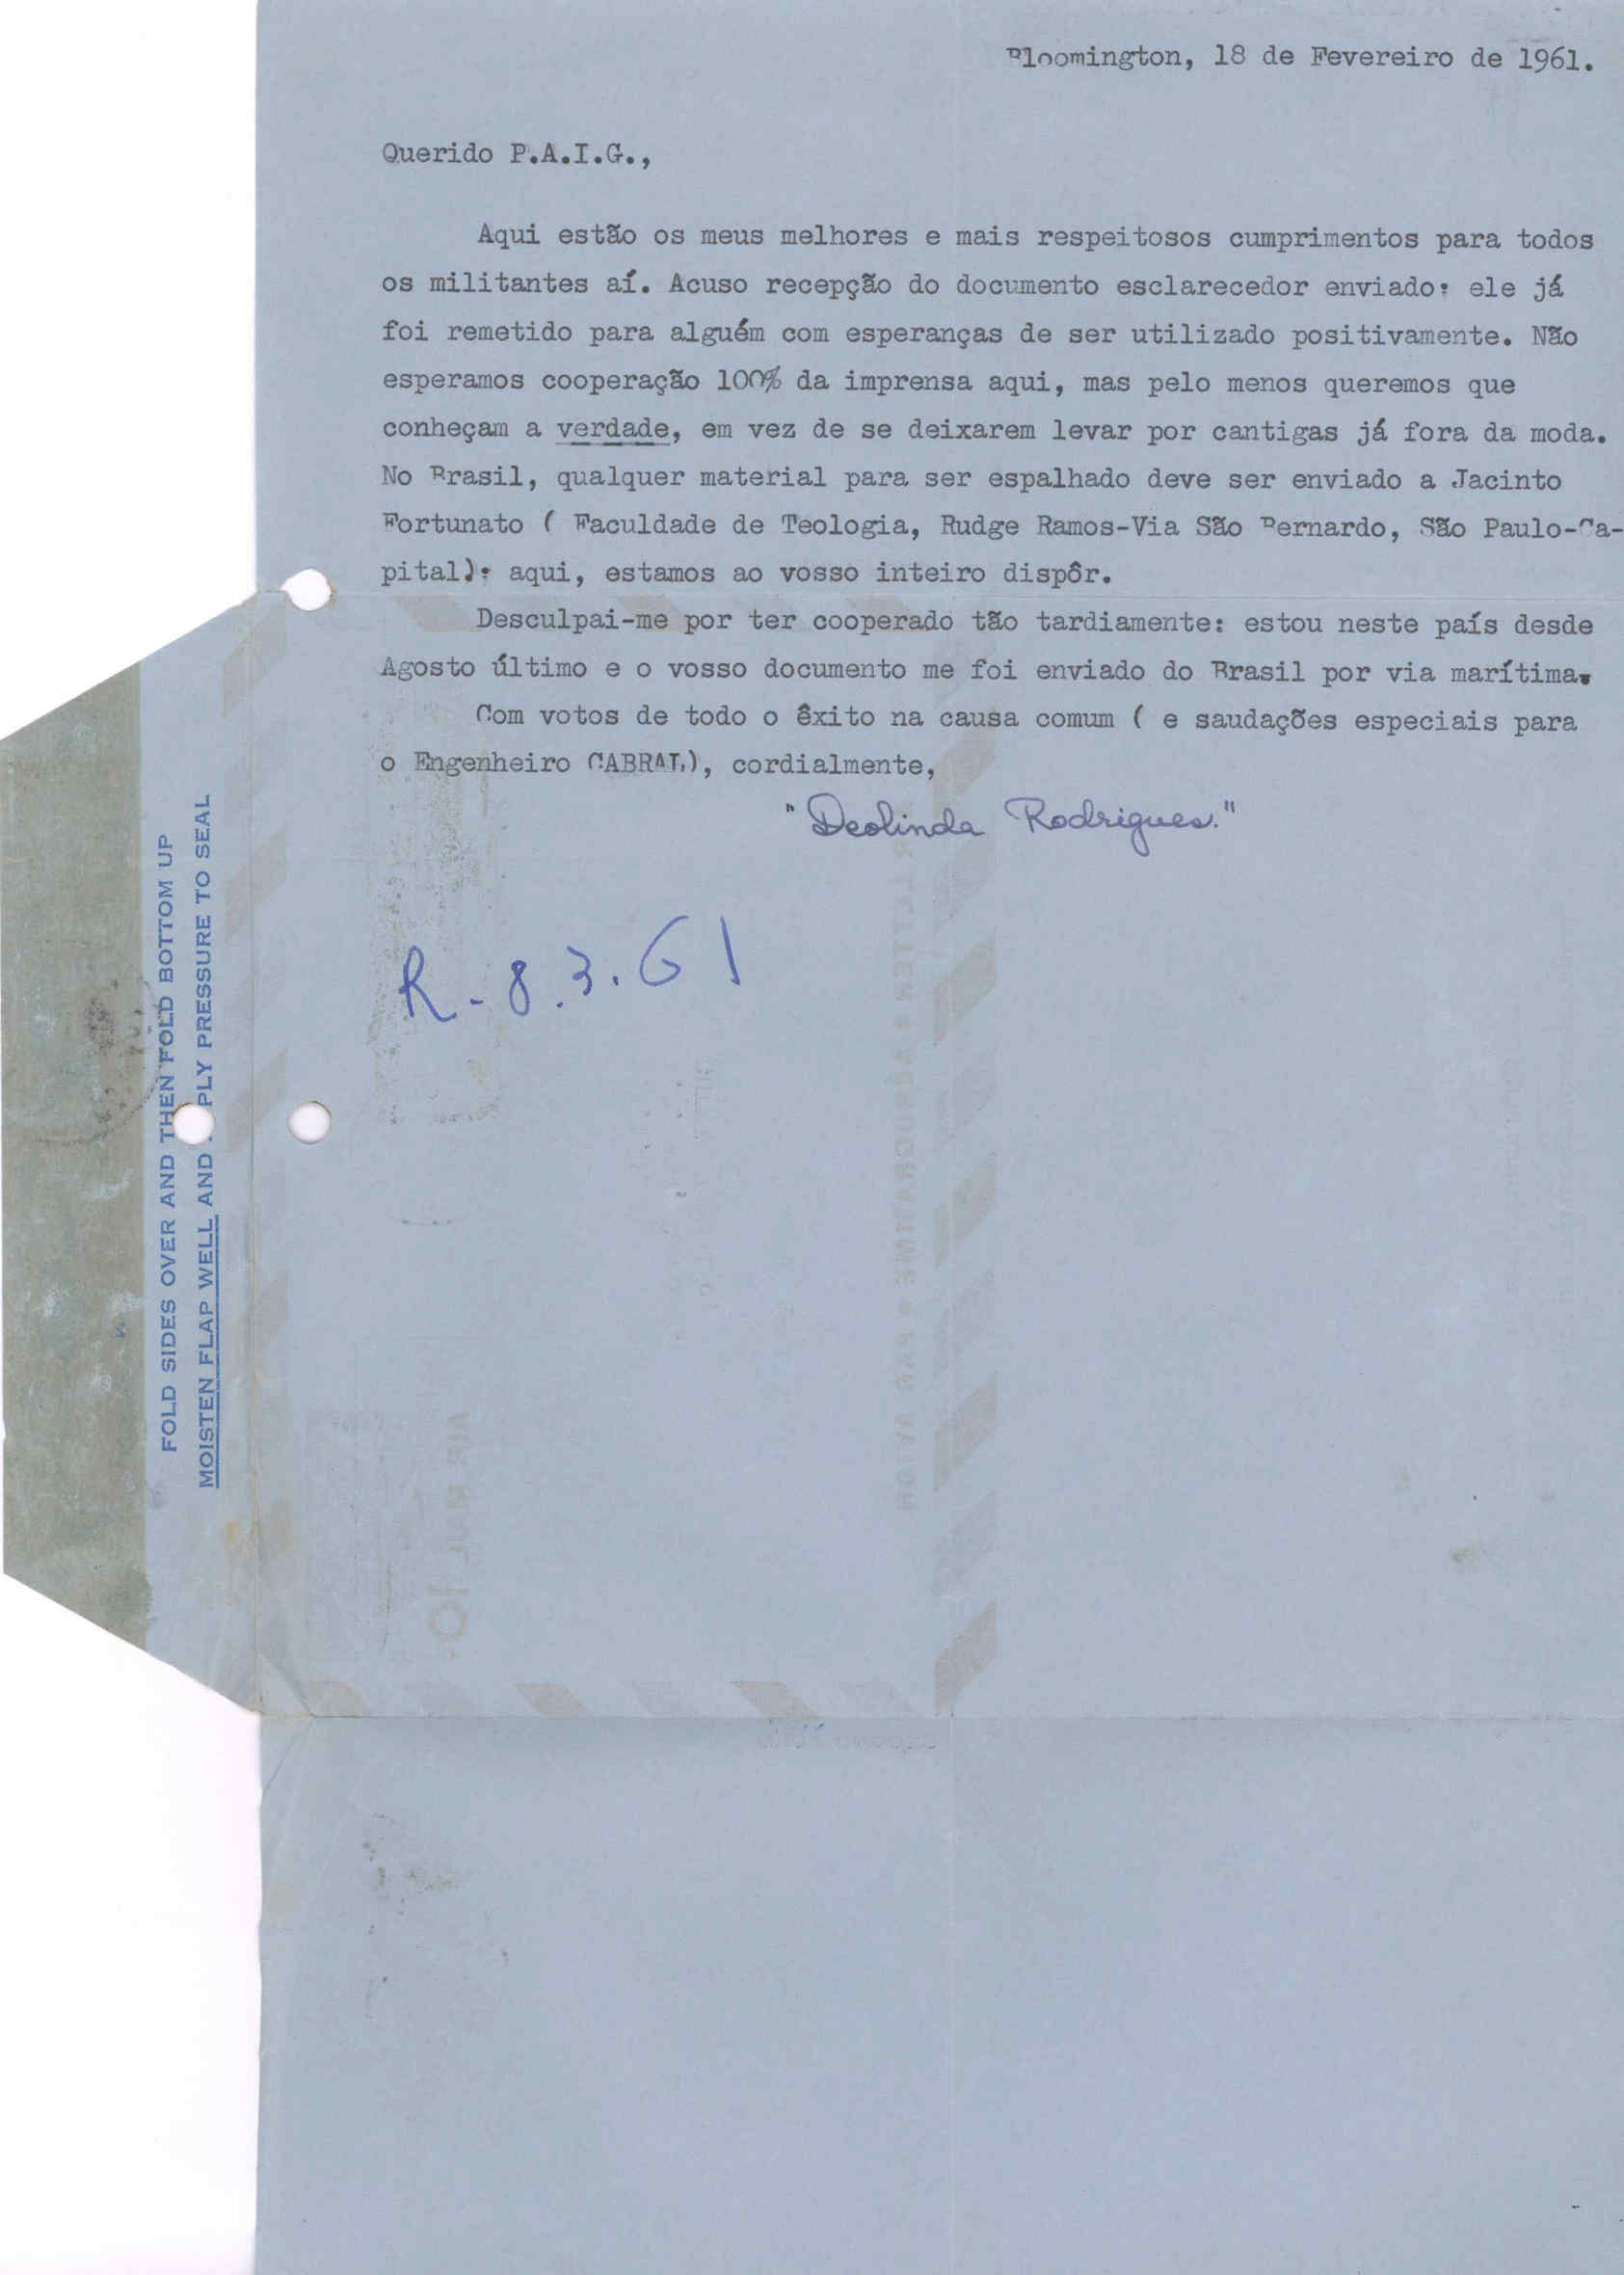 Bloomington, 18 de Fevereiro de 1961.
Querido P.A.I.G.,
Aqui estão os meus melhores e mais respeitosos cumprimentos para todos
os militantes aí. Acuso recepção do documento esclarecedor enviado: ele já
foi remetido para alguém com esperanças de ser utilizado positivamente. Não
esperamos cooperação 100% da imprensa aqui, mas pelo menos queremos que
conheçam a verdade, em vez de se deixarem levar por cantigas já fora da moda.
No Brasil, qualquer material para ser espalhado deve ser enviado a Jacinto
Fortunato ( Faculdade de Teologia, Rudge Ramos-Via São Bernardo, São Paulo-Ca-
pital): aqui, estamos ao vosso inteiro dispôr.
Desculpai-me por ter cooperado tão tardiamente: estou neste país desde
Agosto último e o vosso documento me foi enviado do Brasil por via marítima.
Com votos de todo o êxito na causa comum ( e saudações especiais para
o Engenheiro CABRAL), cordialmente,
"Deolinda Rodrigues."
R - 8.3.61
FOLD SIDES OVER AND THEN FOLD BOTTOM UP
MOISTEN FLAP WELL AND PLY PRESSURE TO SEAL